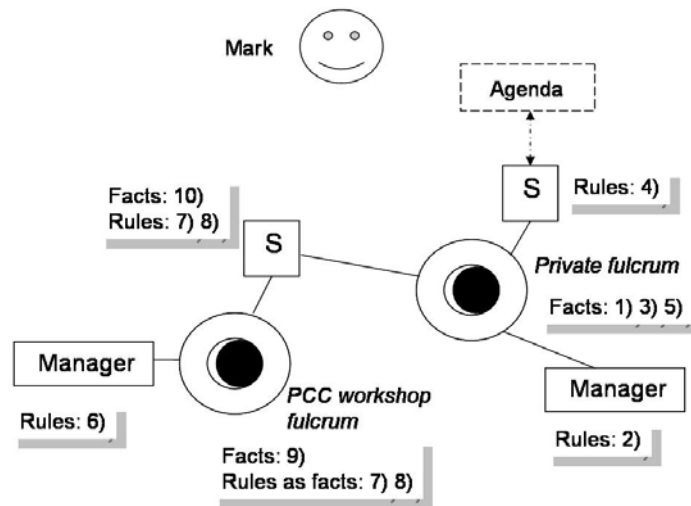 Mark
Agenda
Facts: 10)
Rules: 7) 8)
S
S
Rules: 4)
Private fulcrum
Facts: 1) 3) 5)
Manager
PCC workshop
fulcrum
Manager
Rules: 6)
Rules: 2)
Facts: 9)
Rules as facts: 7) 8)